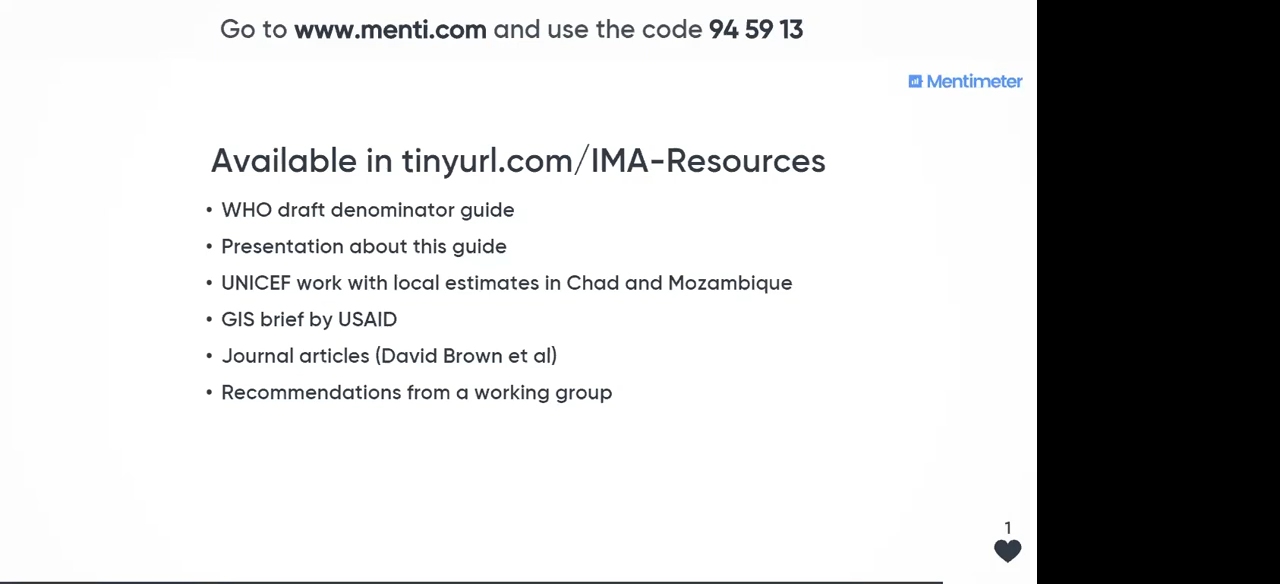 Go to www.menti.com and use the code 94 59 13
Mentimeter
Available in tinyurl.com/IMA-Resources
• WHO draft denominator guide
• Presentation about this guide
• UNICEF work with local estimates in Chad and Mozambique
• GIS brief by USAID
• Journal articles (David Brown et al)
• Recommendations from a working group
1